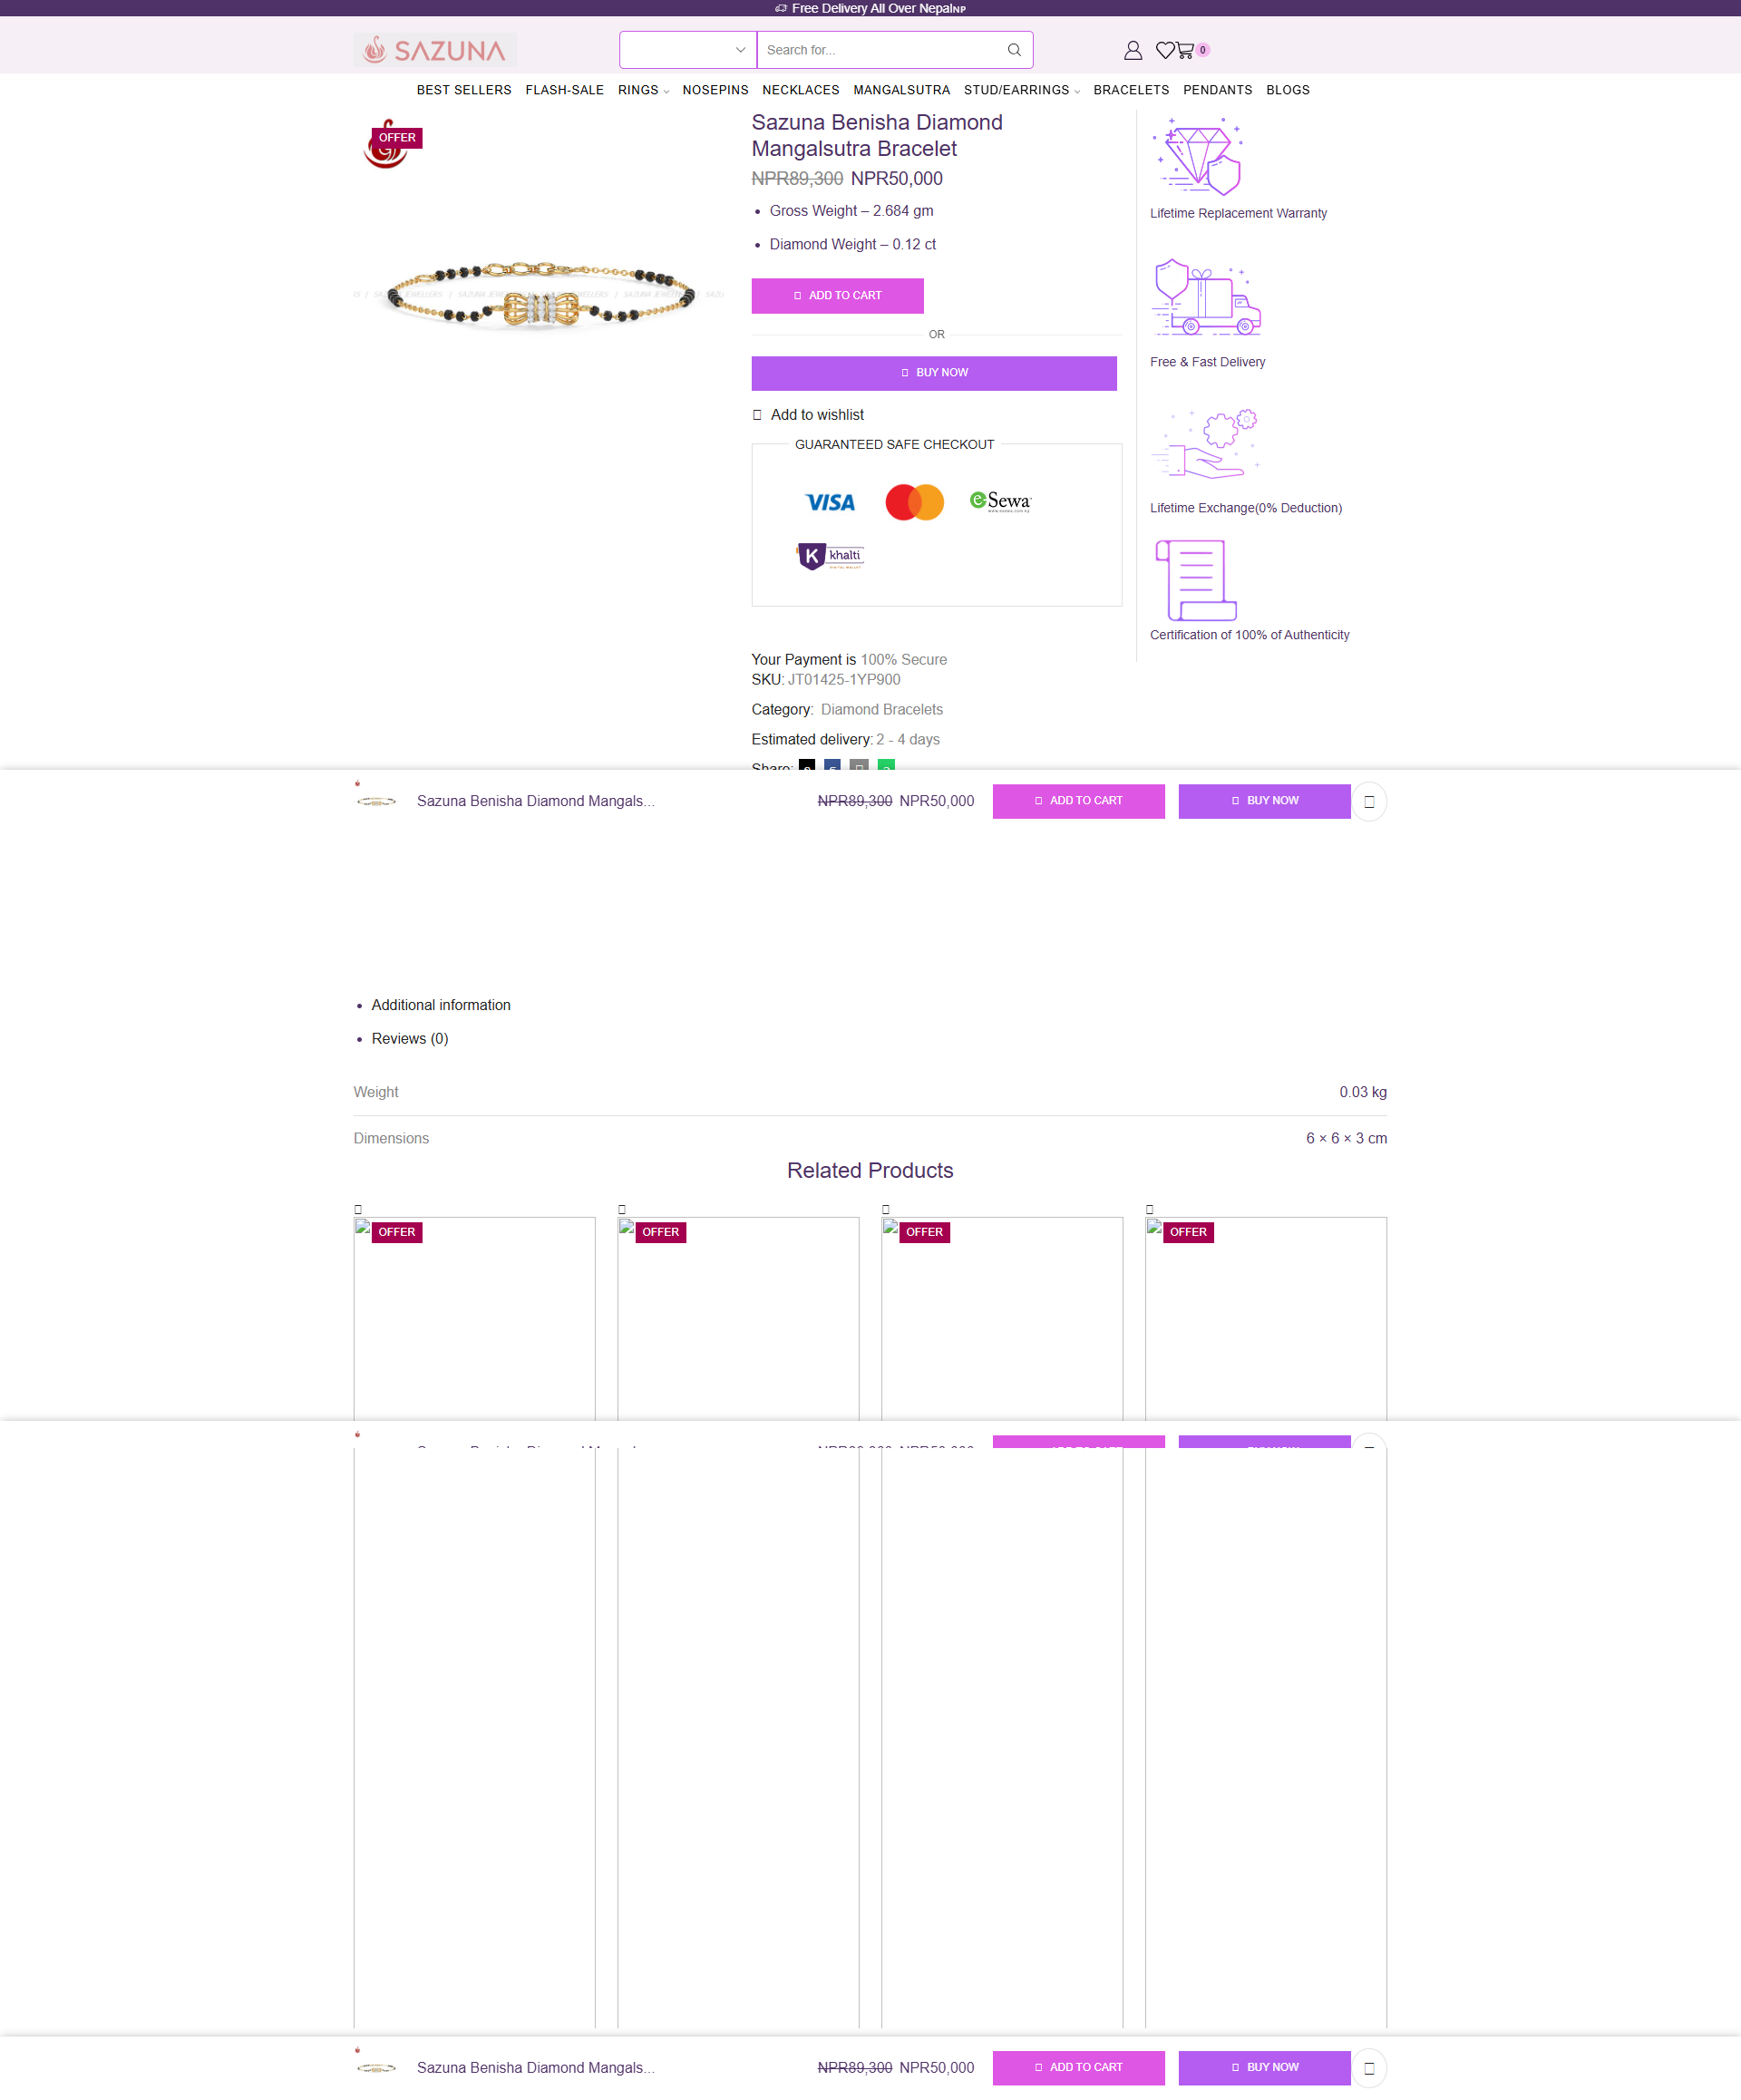 Free Delivery All Over NepalNP
SAZUNA
Search for...
0
BEST SELLERS FLASH-SALE RINGS NOSEPINS NECKLACES MANGALSUTRA STUD/EARRINGS BRACELETS PENDANTS BLOGS
OFFER
Sazuna Benisha Diamond
Mangalsutra Bracelet
NPR89,300 NPR50,000
Gross Weight – 2.684 gm
Diamond Weight – 0.12 ct
ADD TO CART
OR
BUY NOW
Add to wishlist
GUARANTEED SAFE CHECKOUT
VISA
e-Sewa
khalti
Your Payment is 100% Secure
SKU: JT01425-1YP900
Category: Diamond Bracelets
Estimated delivery: 2 - 4 days
Share:
Lifetime Replacement Warranty
Free & Fast Delivery
Lifetime Exchange(0% Deduction)
Certification of 100% of Authenticity
Sazuna Benisha Diamond Mangals... NPR89,300 NPR50,000 ADD TO CART BUY NOW
Additional information
Reviews (0)
Weight 0.03 kg
Dimensions 6 × 6 × 3 cm
Related Products
OFFER OFFER OFFER OFFER
Sazuna Benisha Diamond Mangals... NPR89,300 NPR50,000 ADD TO CART BUY NOW